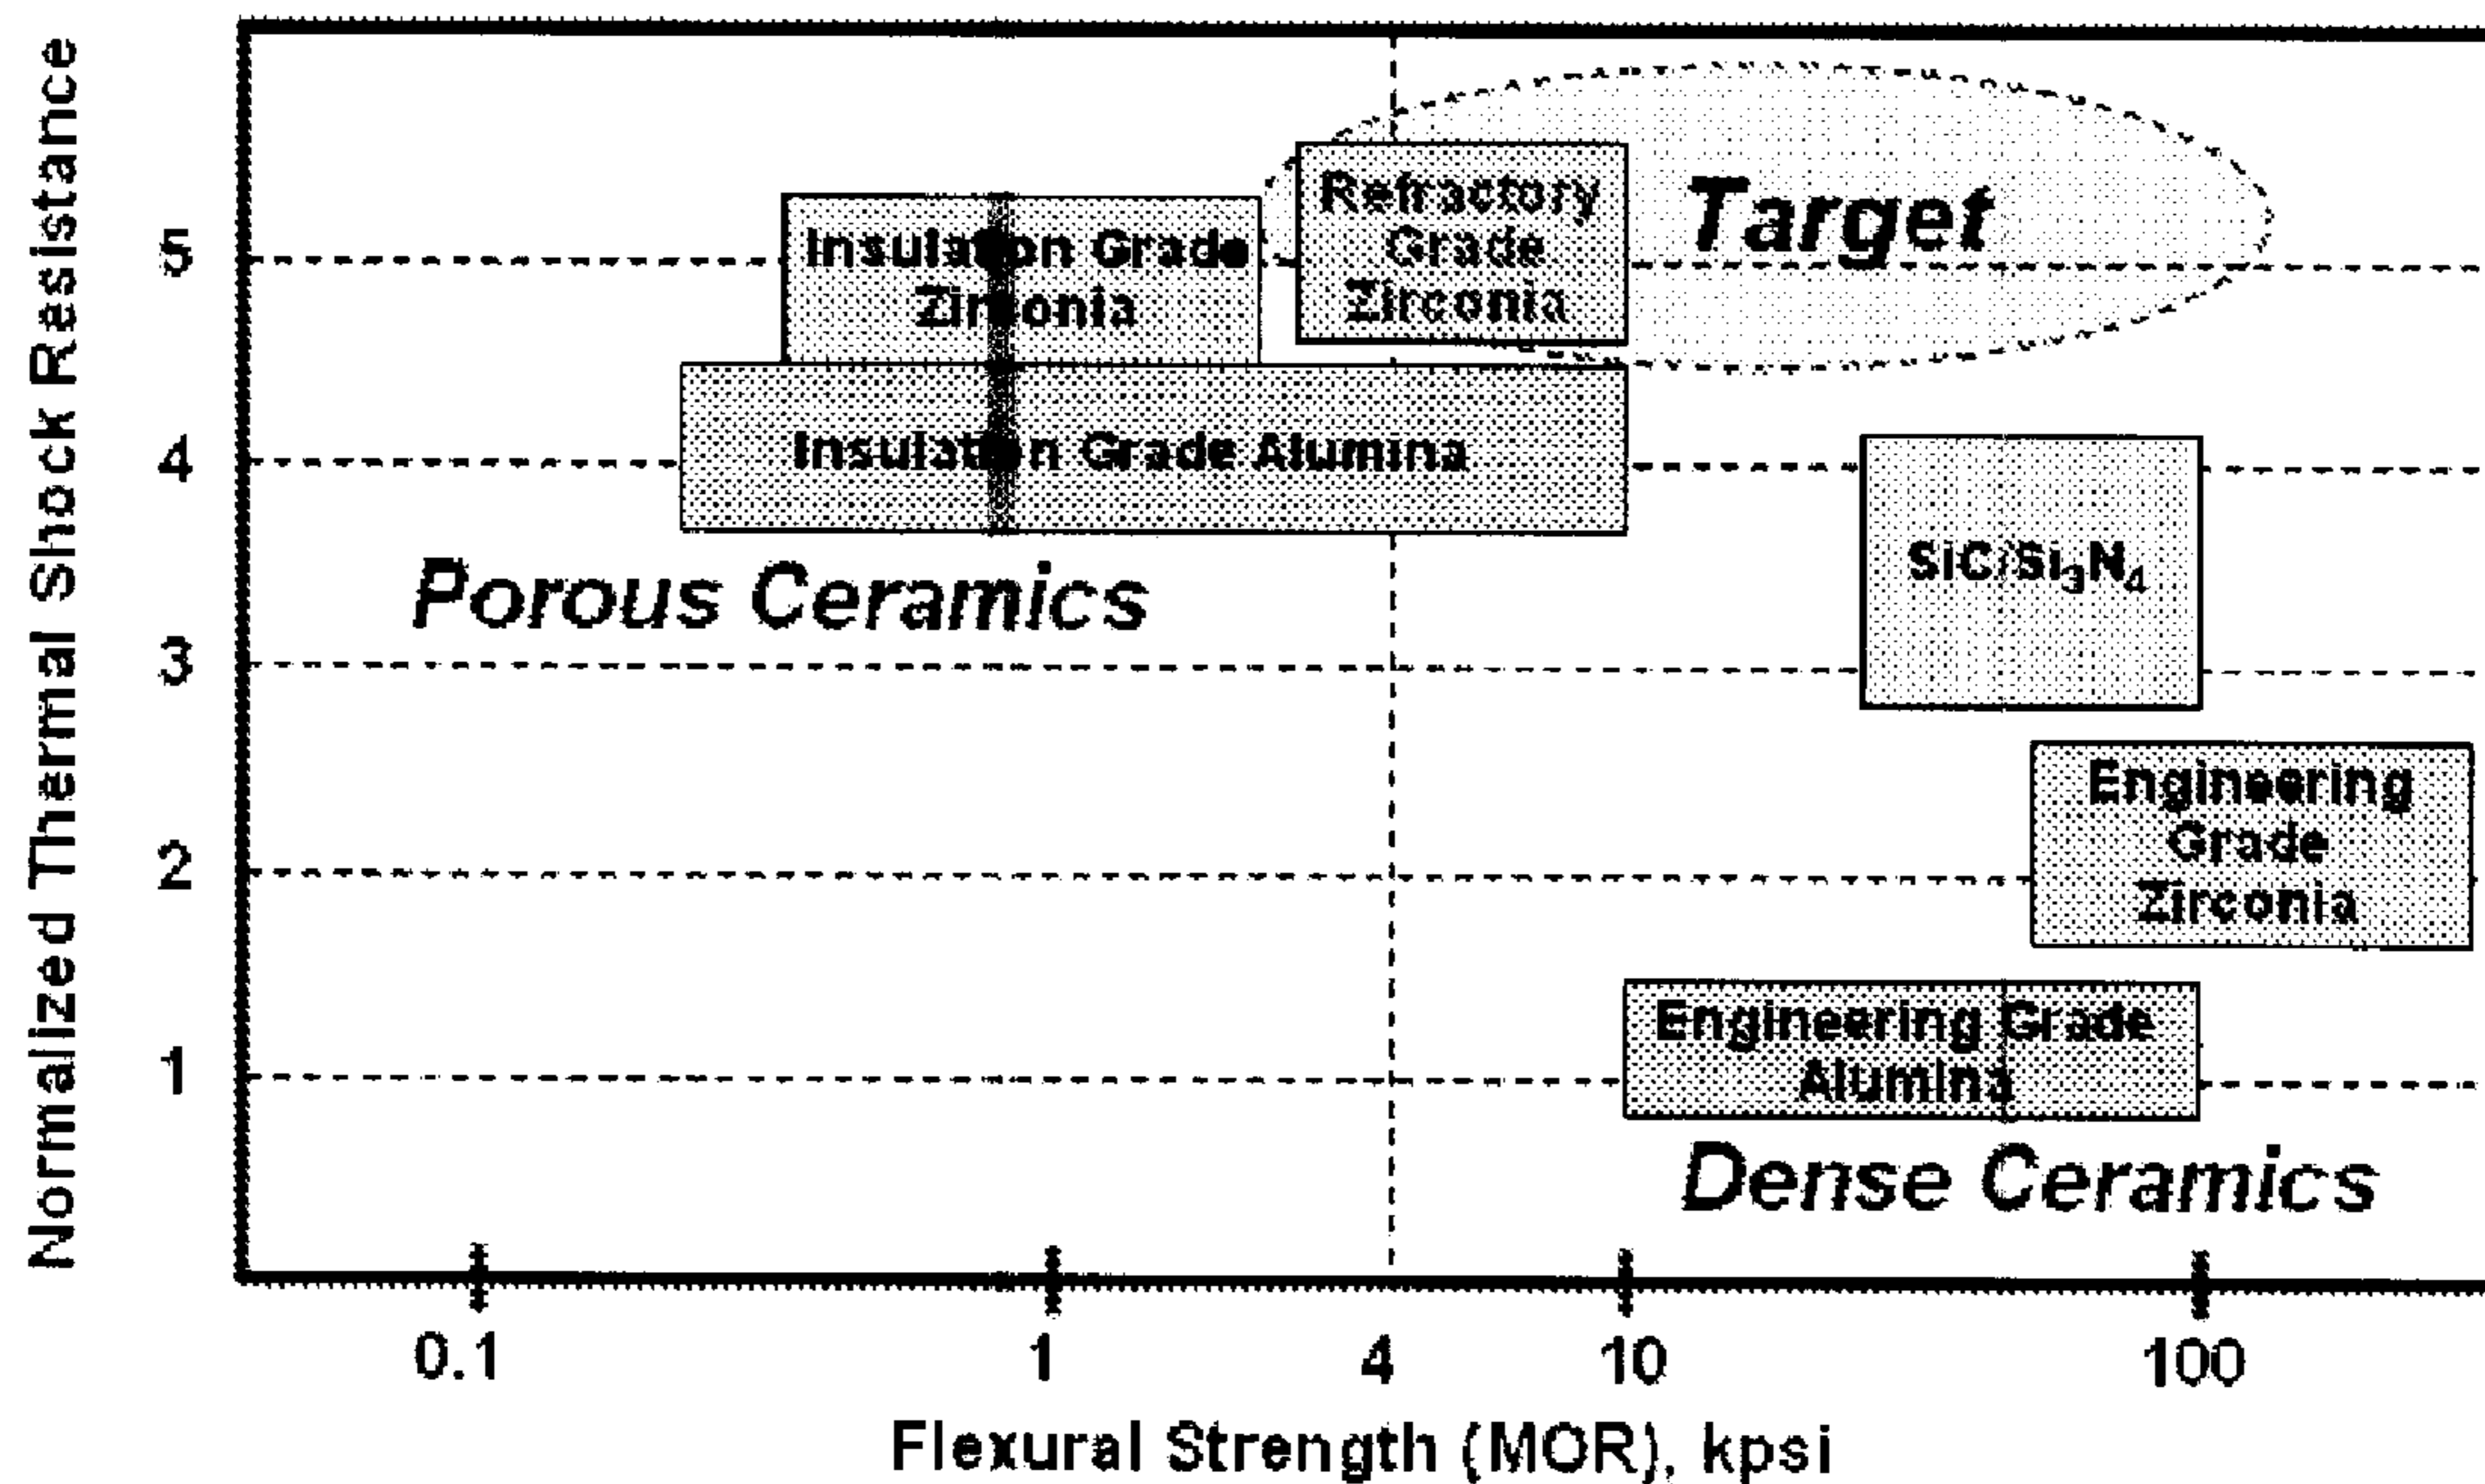 Normalized Thermal Shock Resistance
5
4
3
2
1
Target
Refractory
Grade
Zirconia
Insulation Grade
Zirconia
Insulation Grade Alumina
Porous Ceramics
SiC/Si₃N₄
Engineering
Grade
Zirconia
Engineering Grade
Alumina
Dense Ceramics
0.1 1 4 10 100
Flexural Strength (MOR), kpsi